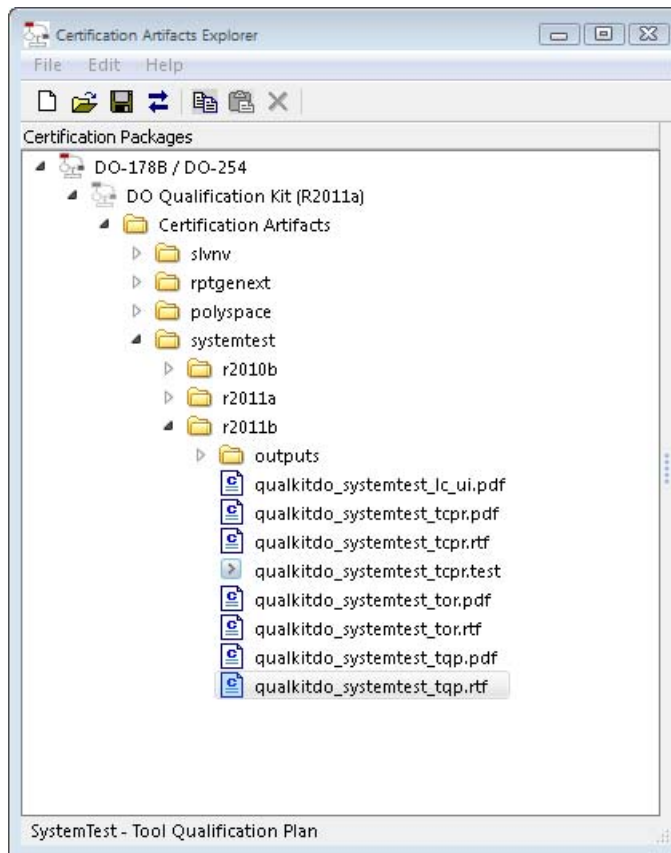 Certification Artifacts Explorer
File Edit Help
Certification Packages
DO-178B / DO-254
DO Qualification Kit (R2011a)
Certification Artifacts
slvnv
rptgenext
polyspace
systemtest
r2010b
r2011a
r2011b
outputs
qualkitdo_systemtest_lc_ui.pdf
qualkitdo_systemtest_tcpr.pdf
qualkitdo_systemtest_tcpr.rtf
qualkitdo_systemtest_tcpr.test
qualkitdo_systemtest_tor.pdf
qualkitdo_systemtest_tor.rtf
qualkitdo_systemtest_tqp.pdf
qualkitdo_systemtest_tqp.rtf
SystemTest - Tool Qualification Plan